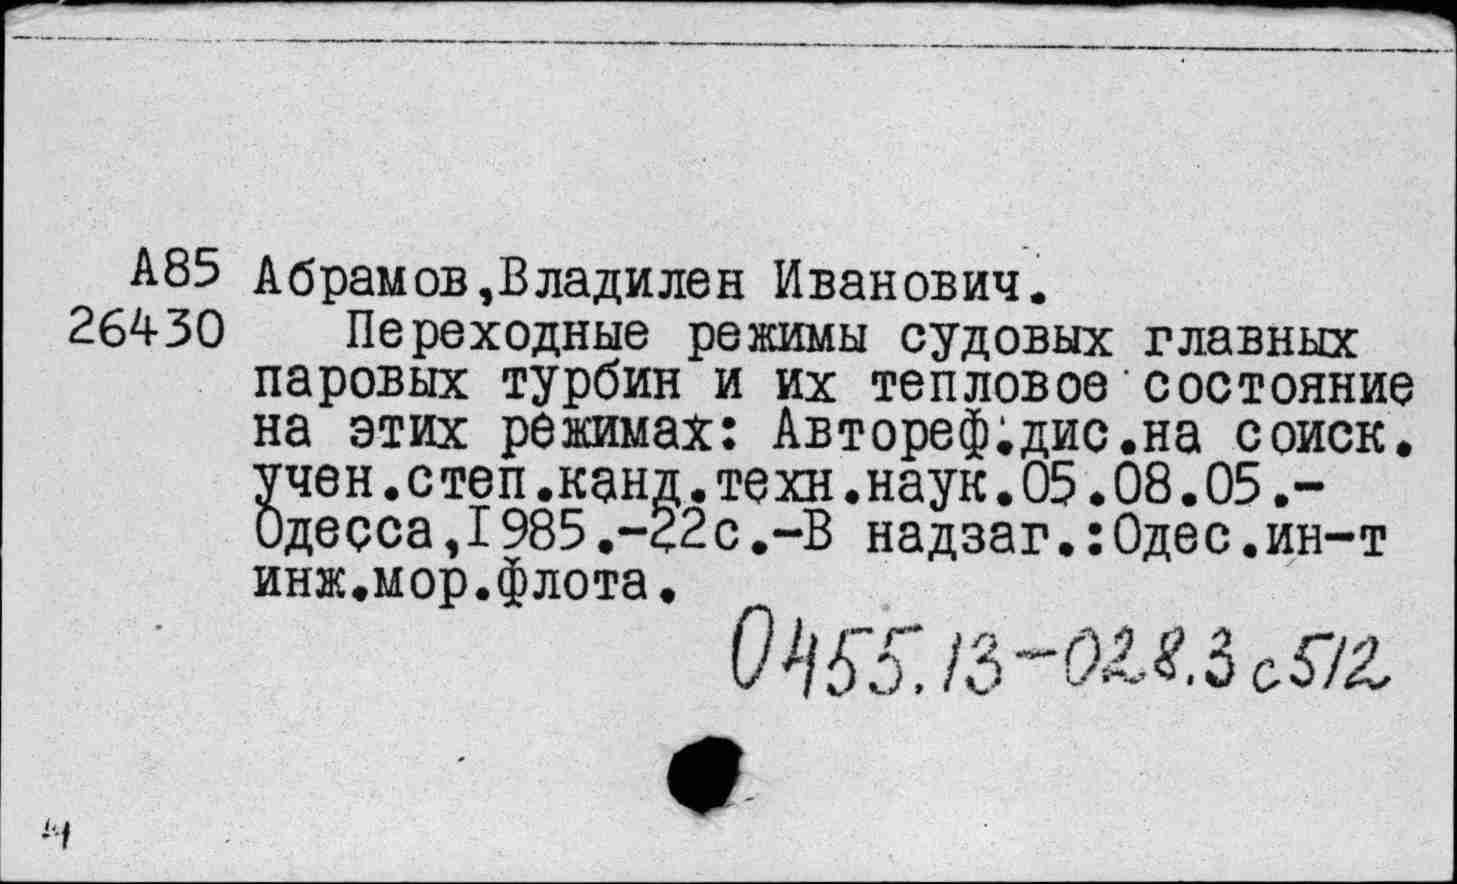 А85 Абрамов,Владилен Иванович.
26430 Переходные режимы судовых главных
паровых турбин и их тепловое состояние
на этих режимах: Автореф.дис.на соиск.
учен.степ.канд.техн.наук.05.08.05.-
Одесса,I985.-22с.-В надзаг.:Одес.ин-т
инж.мор.флота.
0455.13-028.3 с512